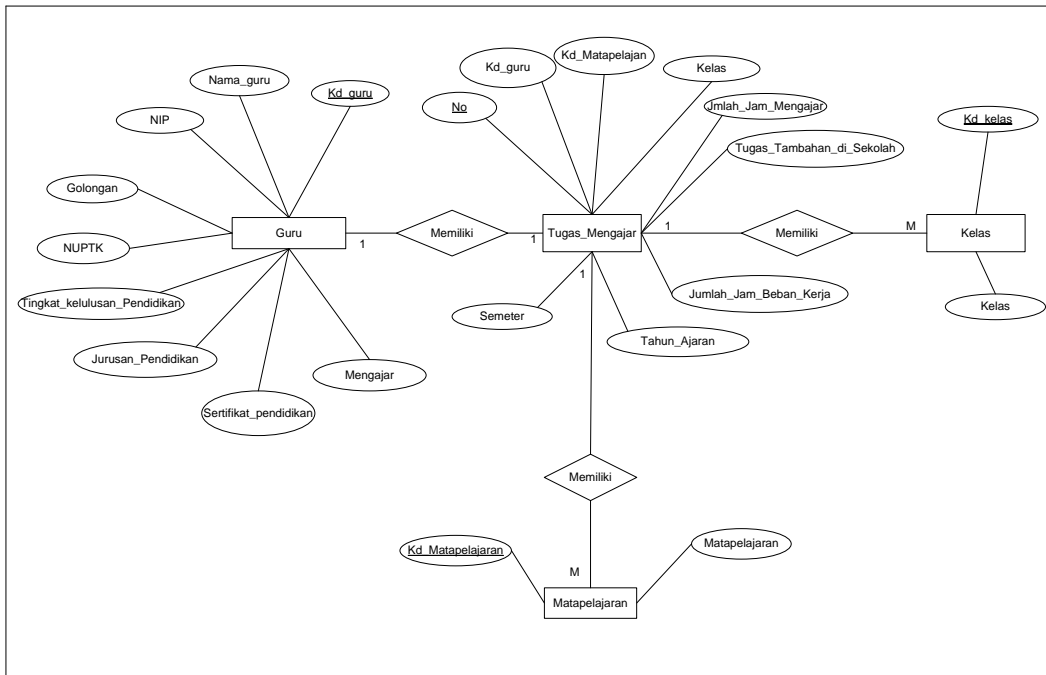 Kd_Matapelajan
Kd_guru
Kelas
Nama_guru
Kd_guru
No
Jmlah_Jam_Mengajar
NIP
Kd_kelas
Tugas_Tambahan_di_Sekolah
Golongan
Guru
1
Memiliki
1
Tugas_Mengajar
1
Memiliki
M
Kelas
NUPTK
1
Tingkat_kelulusan_Pendidikan
Jumlah_Jam_Beban_Kerja
Kelas
Semeter
Tahun_Ajaran
Jurusan_Pendidikan
Mengajar
Sertifikat_pendidikan
Memiliki
Kd_Matapelajaran
Matapelajaran
M
Matapelajaran